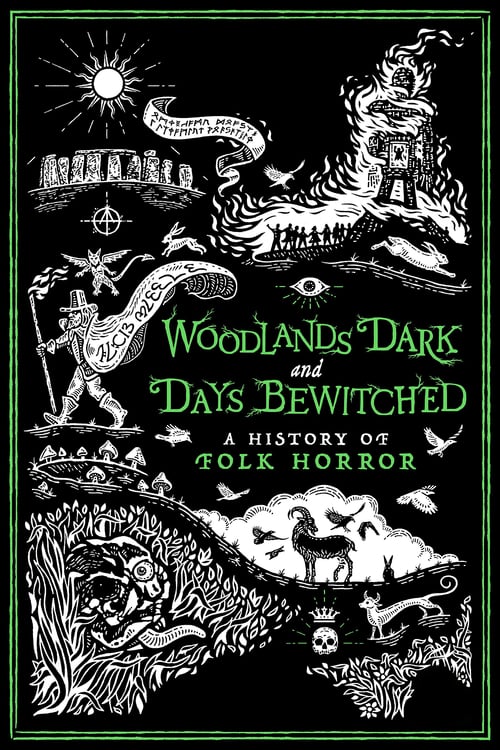 WOODLANDS DARK
and
DAYS BEWITCHED
A HISTORY OF
FOLK HORROR